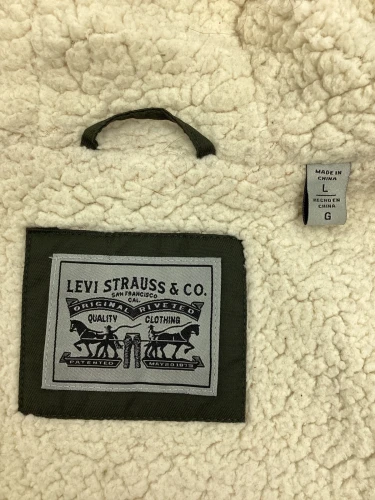 MADE IN
CHINA
L
HECHO EN
CHINA
G
LEVI STRAUSS & CO.
SAN FRANCISCO
CAL.
ORIGINAL RIVETED
QUALITY CLOTHING
PATENTED MAY 20 1873